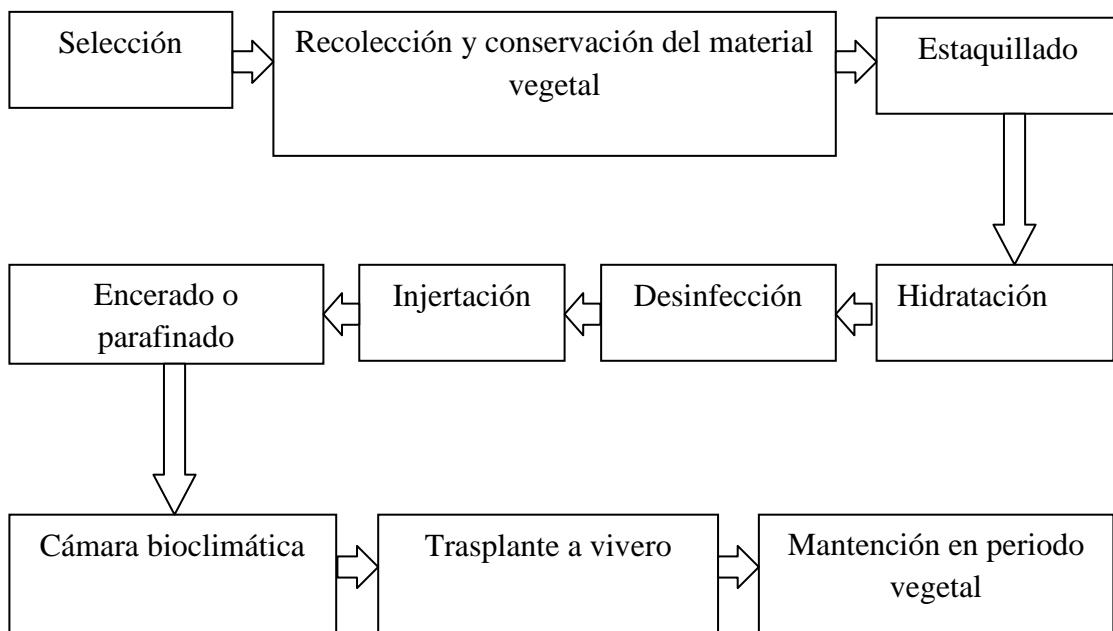 Selección
Recolección y conservación del material
vegetal
Estaquillado
Hidratación
Desinfección
Injertación
Encerado o
parafinado
Cámara bioclimática
Trasplante a vivero
Mantención en periodo
vegetal